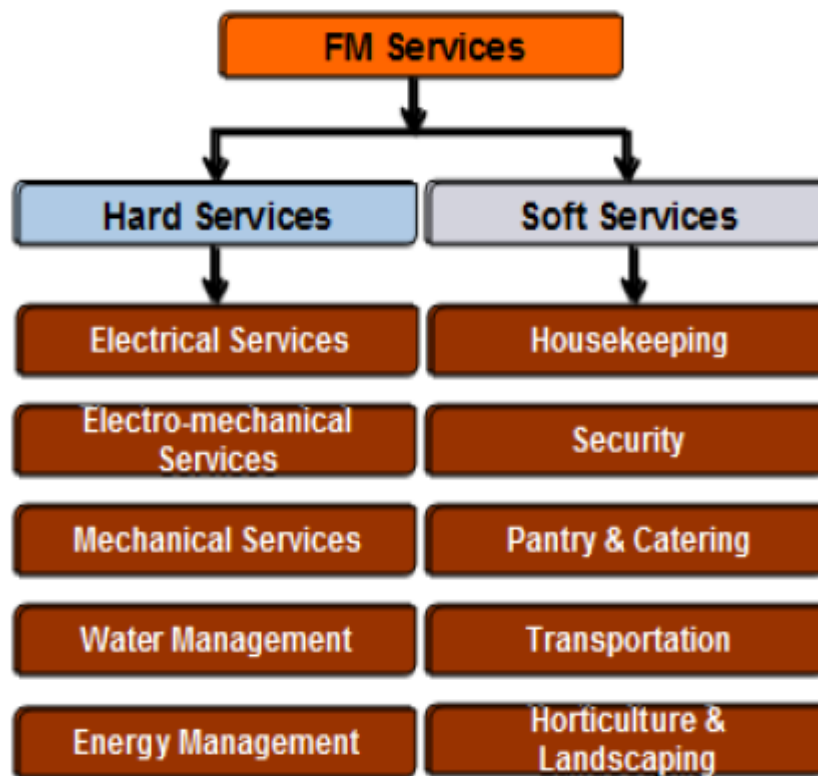 FM Services
Hard Services
Soft Services
Electrical Services
Housekeeping
Electro-mechanical
Services
Security
Mechanical Services
Pantry & Catering
Water Management
Transportation
Energy Management
Horticulture &
Landscaping